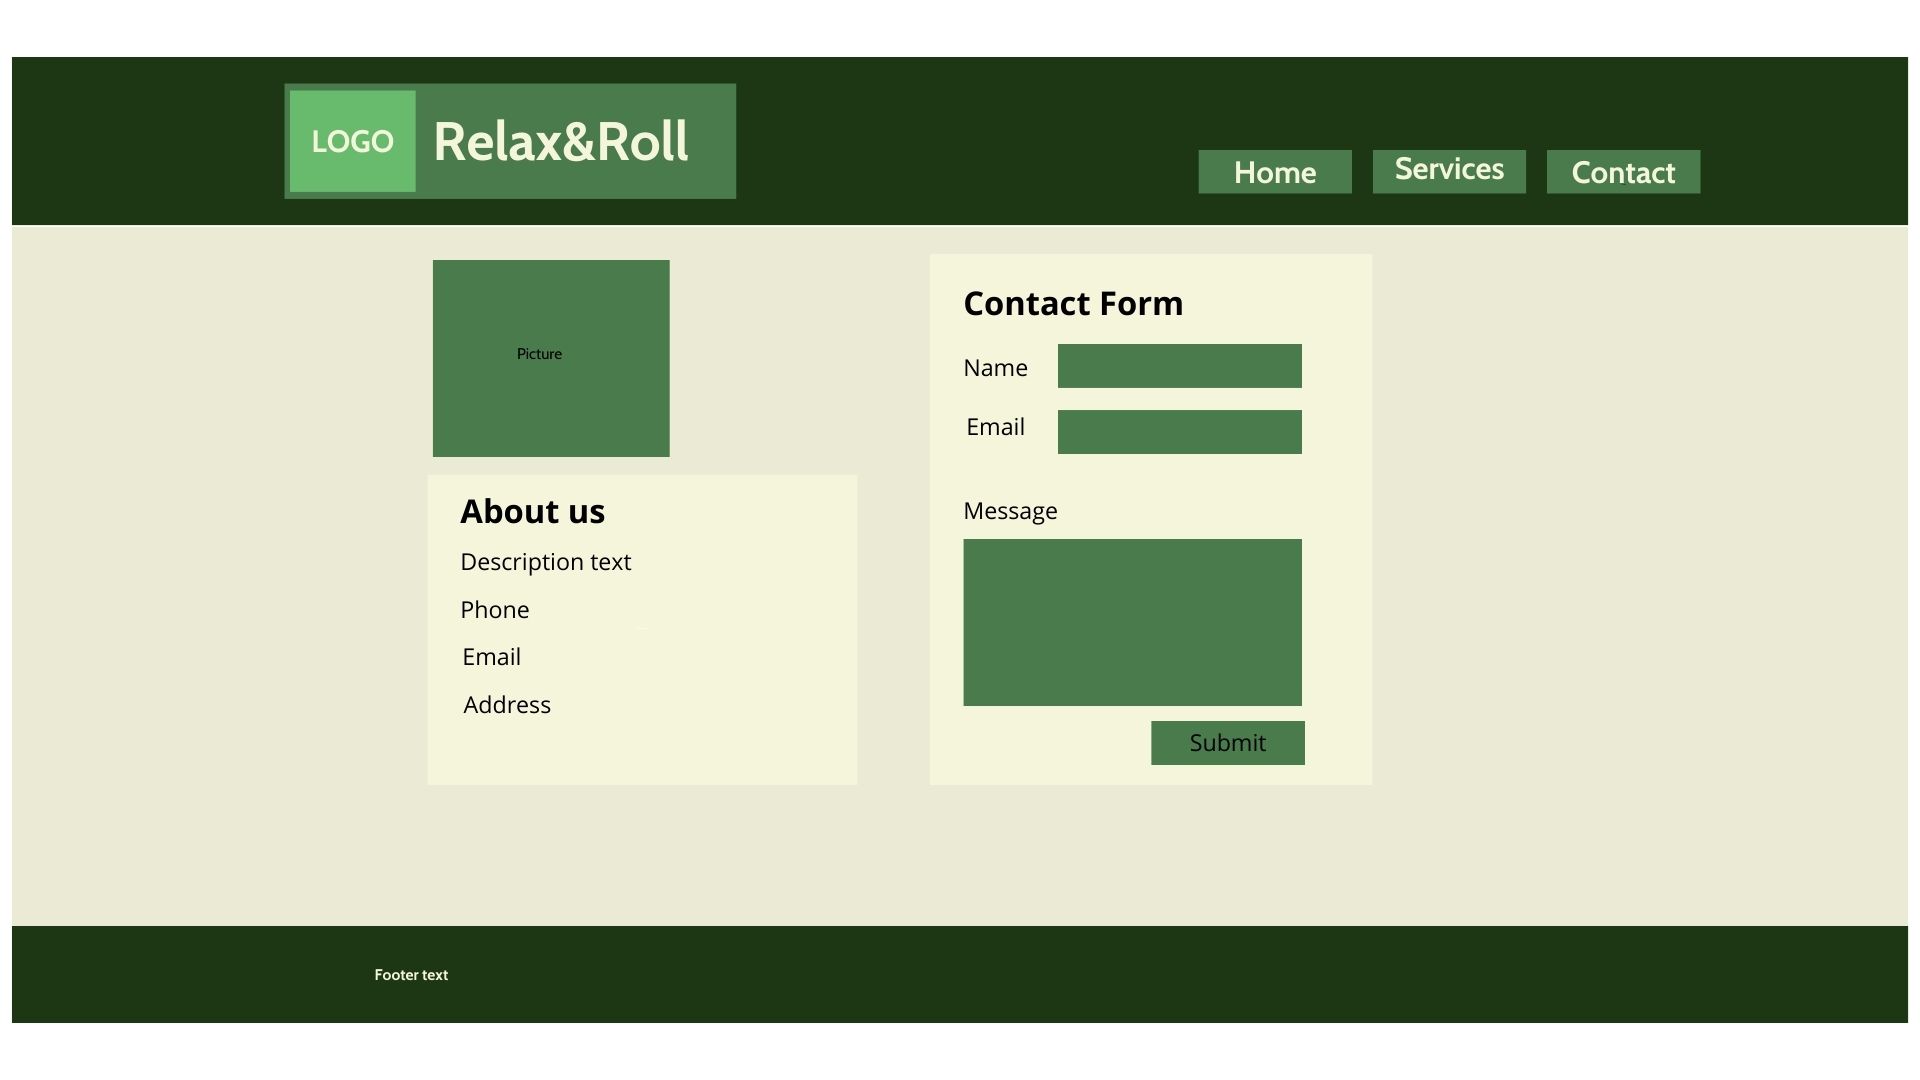 LOGO
Relax&Roll
Home
Services
Contact
Picture
About us
Description text
Phone
Email
Address
Contact Form
Name
Email
Message
Submit
Footer text